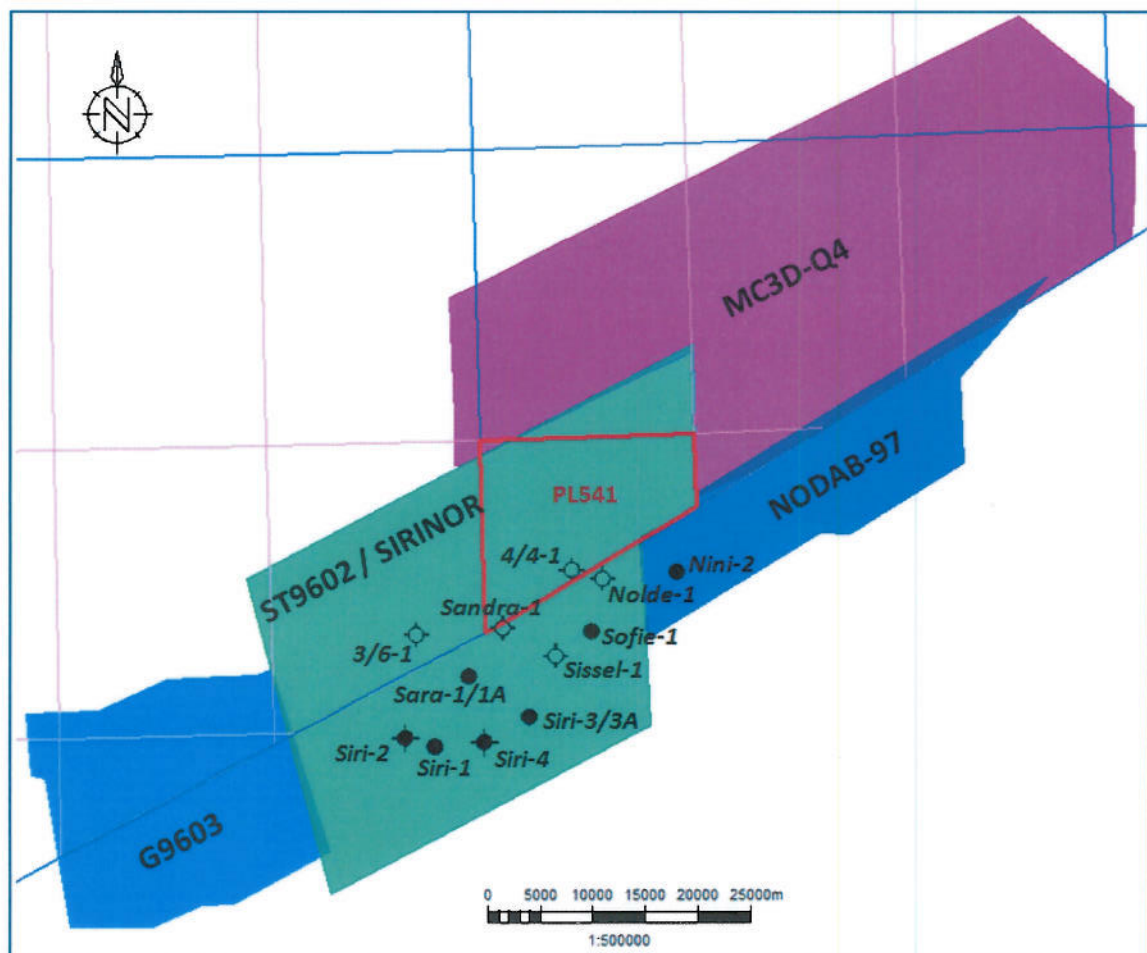 N
MC3D-Q4
NODAB-97
PL541
ST9602 / SIRINOR
4/4-1
Nini-2
Nolde-1
Sandra-1
3/6-1
Sofie-1
Sissel-1
Sara-1/1A
Siri-3/3A
Siri-2
Siri-1
Siri-4
G9603
0 5000 10000 15000 20000 25000m
1:500000